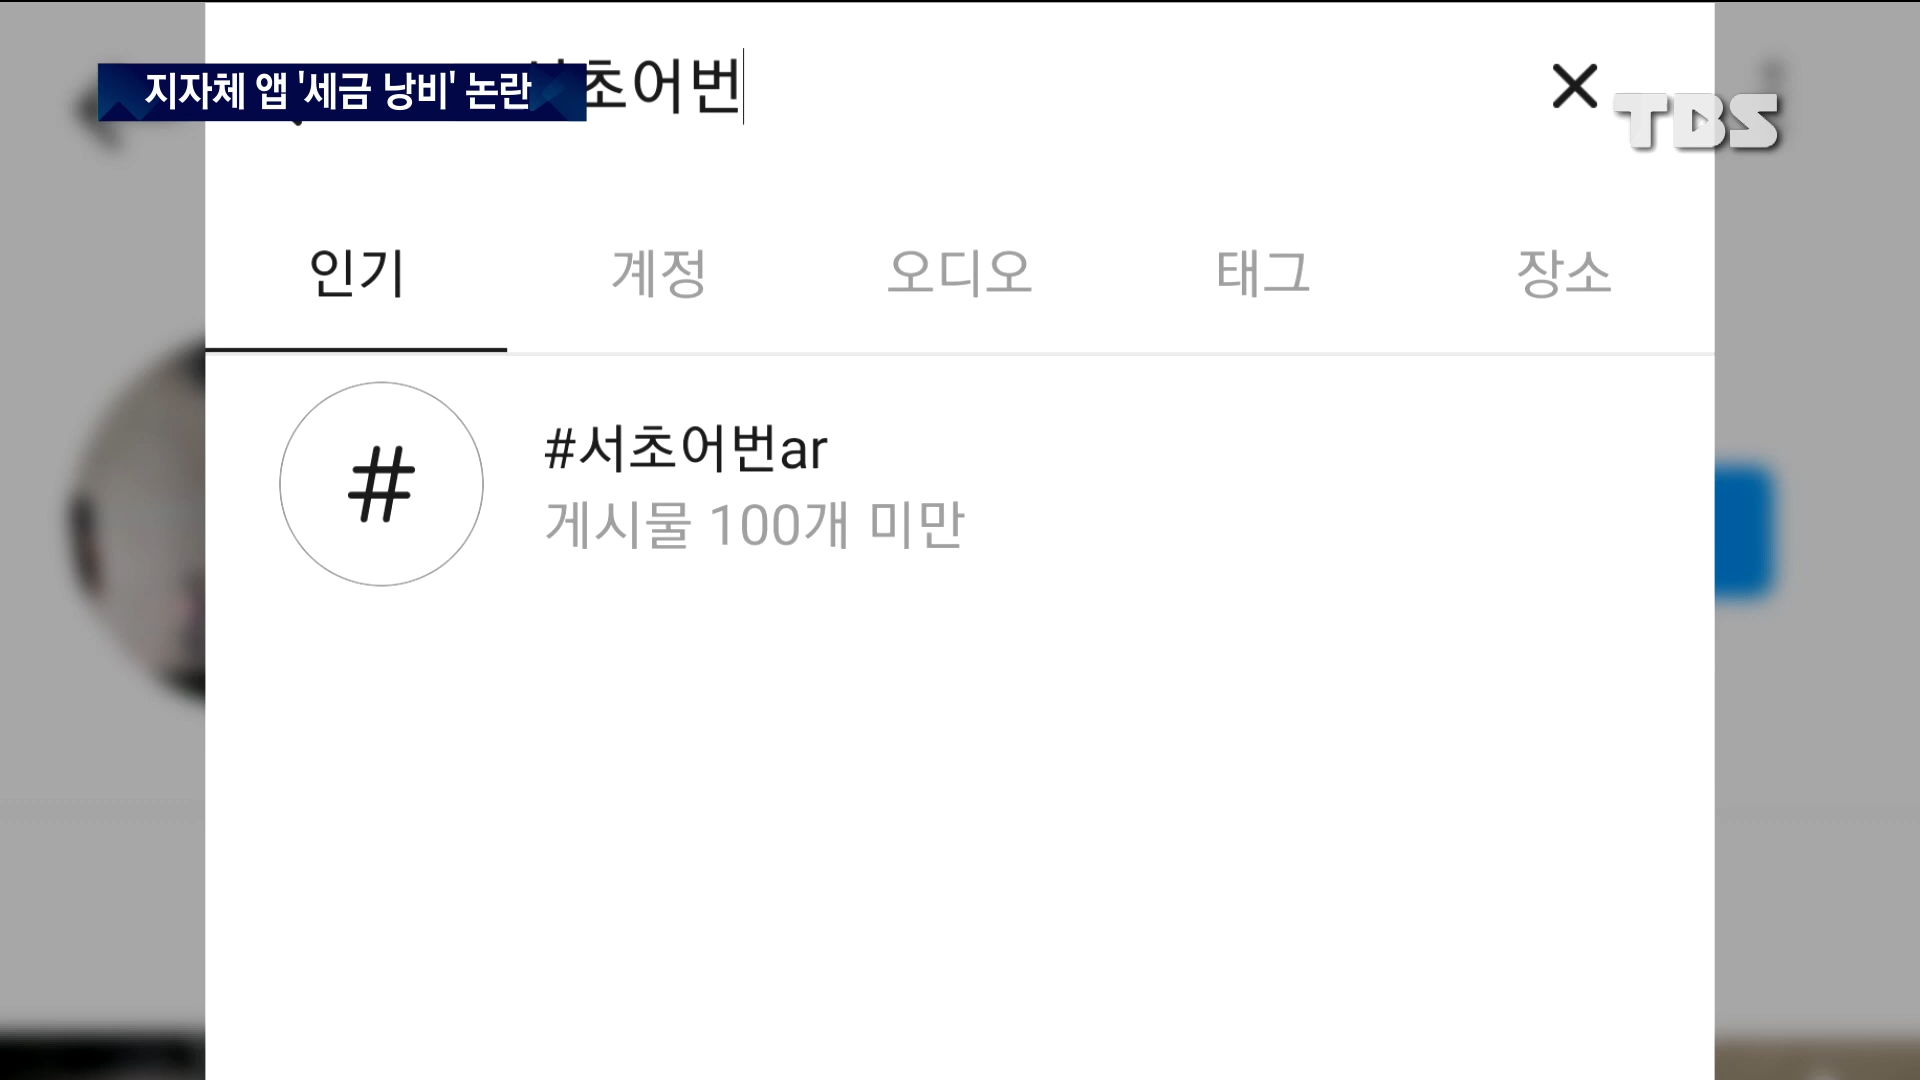 지자체 앱 '세금 낭비' 논란
초어번
TBS
인기
계정
오디오
태그
장소
#서초어번ar
게시물 100개 미만